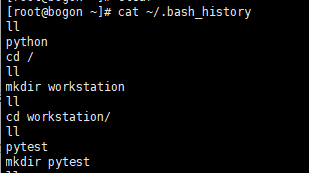 [root@bogon ~]# cat ~/.bash_history
ll
python
cd /
ll
mkdir workstation
ll
cd workstation/
ll
pytest
mkdir pytest